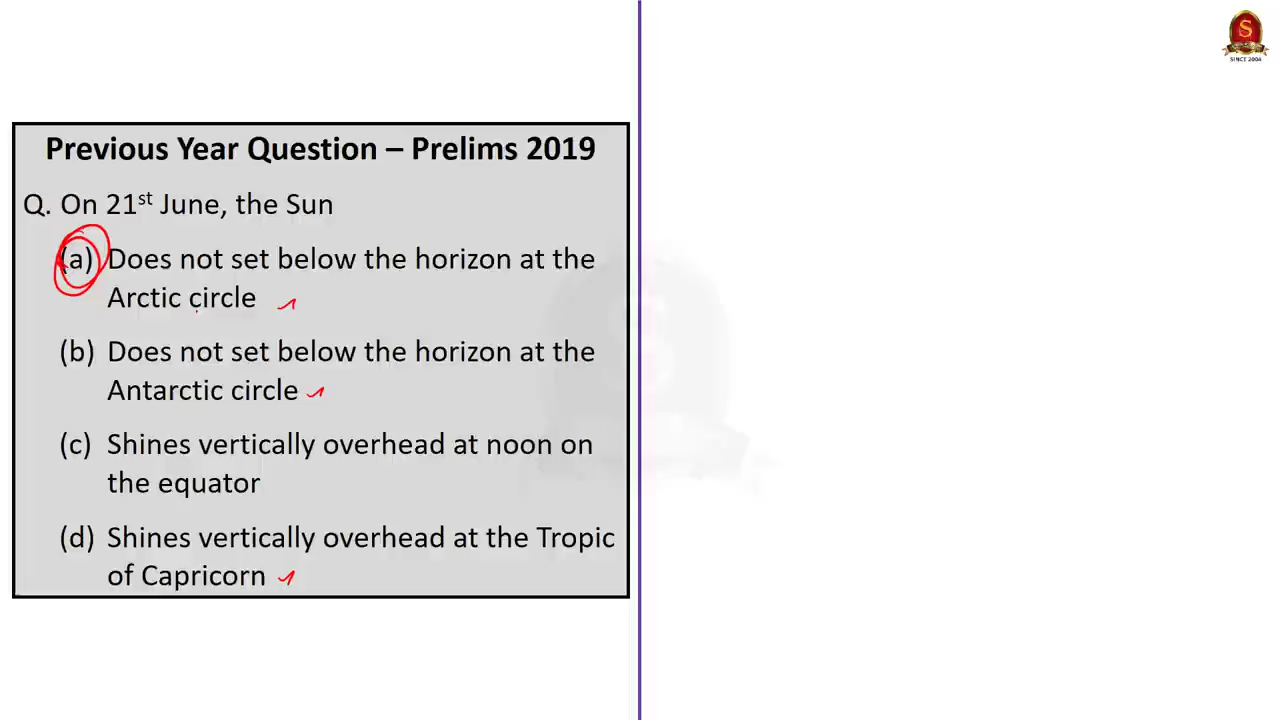 Previous Year Question – Prelims 2019
Q. On 21st June, the Sun
(a) Does not set below the horizon at the
Arctic circle
(b) Does not set below the horizon at the
Antarctic circle
(c) Shines vertically overhead at noon on
the equator
(d) Shines vertically overhead at the Tropic
of Capricorn
S
SINCE 2004